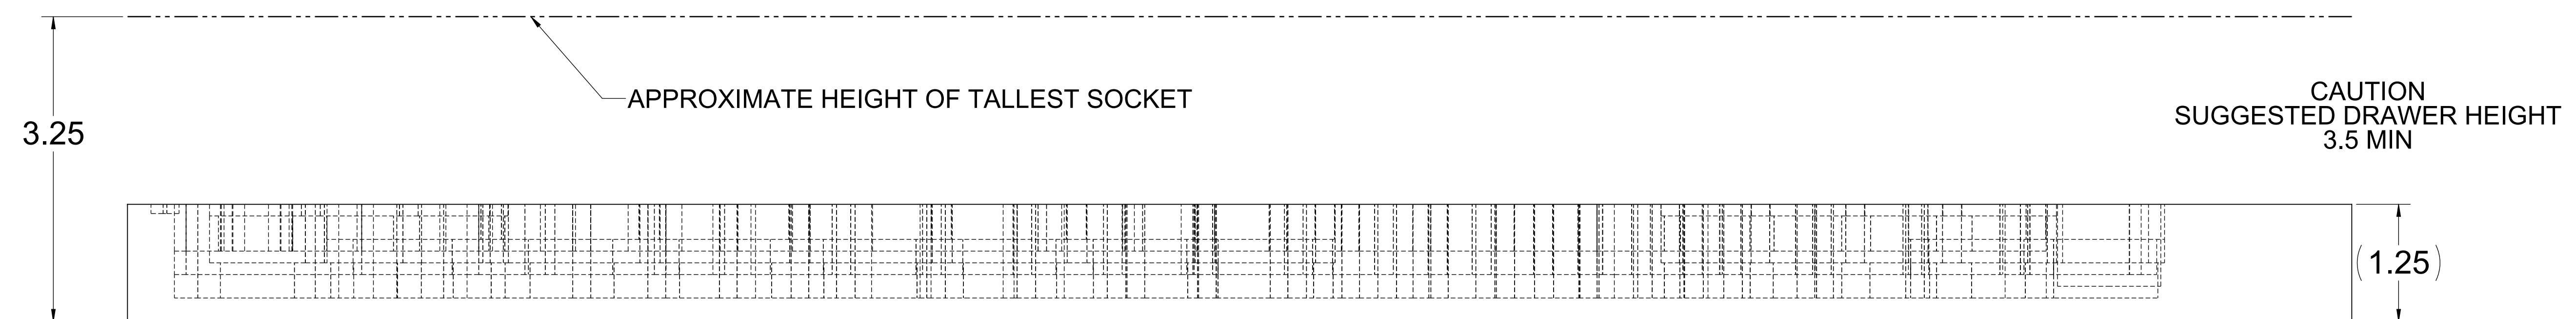 APPROXIMATE HEIGHT OF TALLEST SOCKET
CAUTION
SUGGESTED DRAWER HEIGHT
3.5 MIN
3.25
(1.25)